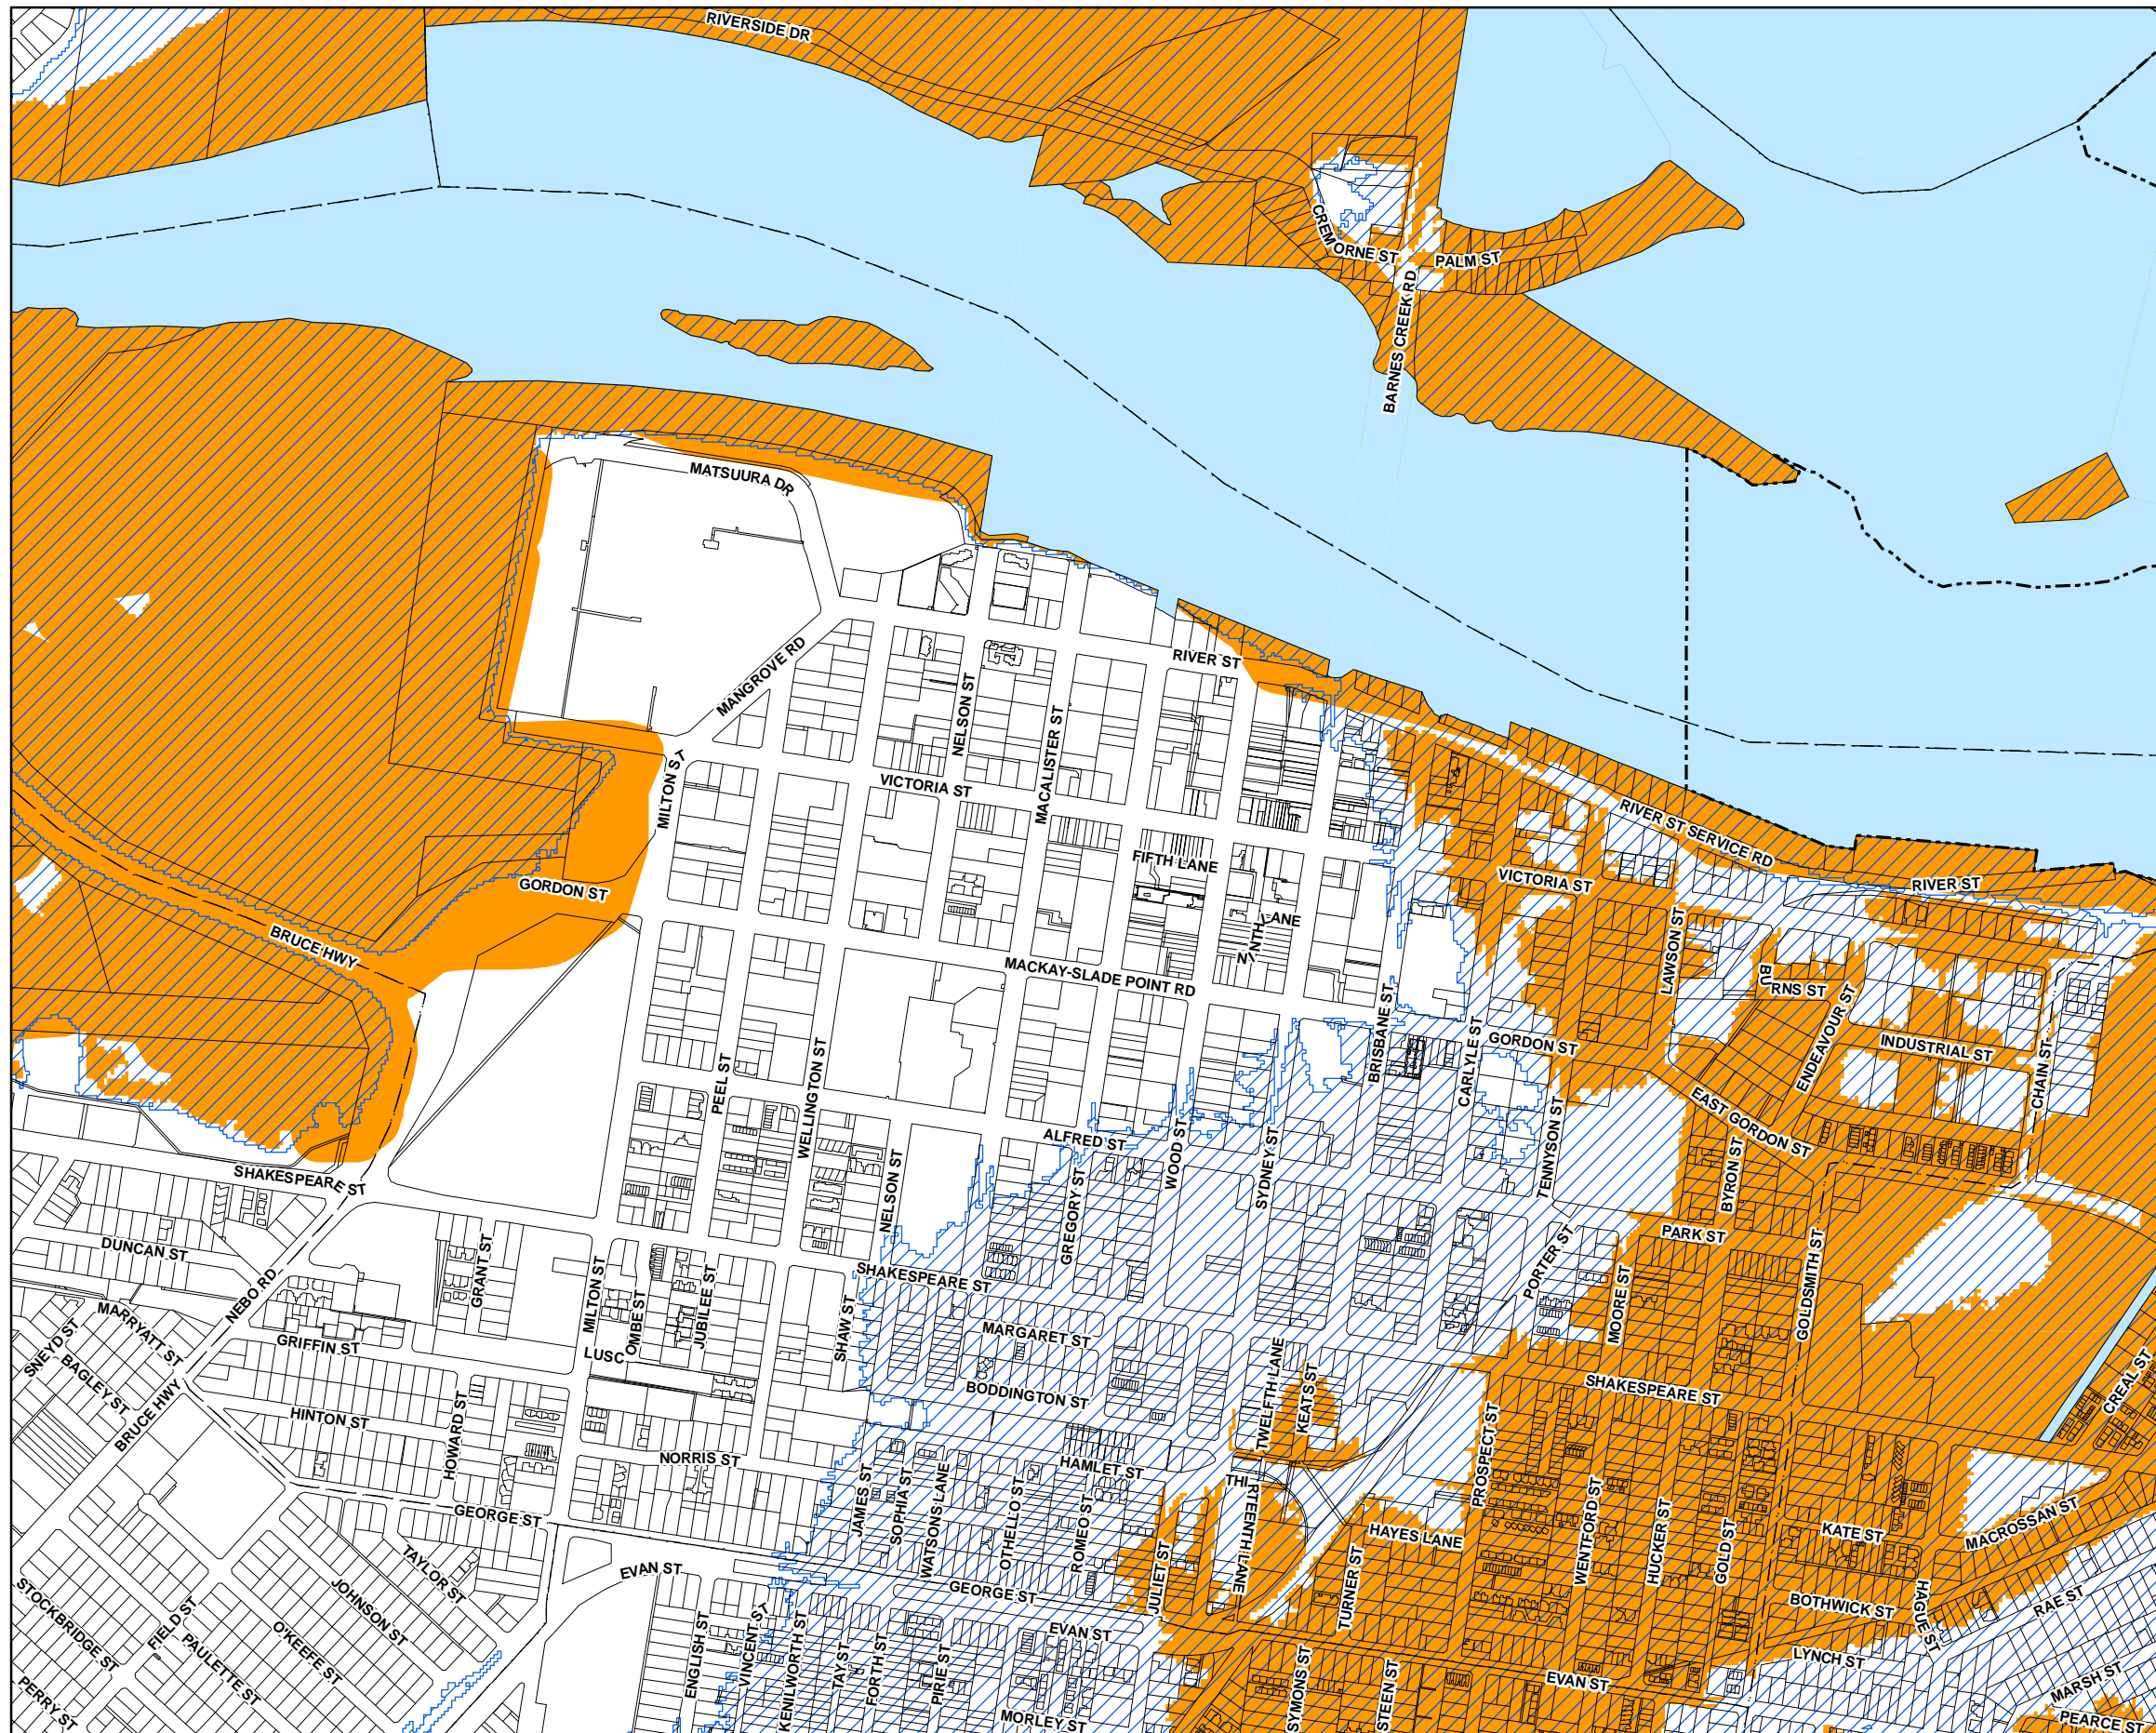 RIVERSIDE DR
CREMORNE ST
PALM ST
BARNES CREEK RD
MATSUURA DR
RIVER ST
MANGROVE RD
NELSON ST
MACALISTER ST
MILTON ST
VICTORIA ST
RIVER ST SERVICE RD
FIFTH LANE
VICTORIA ST
RIVER ST
GORDON ST
NINTH LANE
LAWSON ST
BRUCE HWY
MACKAY-SLADE POINT RD
BURNS ST
ENDEAVOUR ST
BRISBANE ST
CARLYLE ST
GORDON ST
INDUSTRIAL ST
CHAIN ST
PEEL ST
WELLINGTON ST
EAST GORDON ST
ALFRED ST
WOOD ST
SYDNEY ST
TENNYSON ST
BYRON ST
SHAKESPEARE ST
NELSON ST
GREGORY ST
PARK ST
GOLDSMITH ST
DUNCAN ST
GRANT ST
PORTER ST
NEBO RD
MILTON ST
JUBILEE ST
SHAKESPEARE ST
MOORE ST
MARRYATT ST
SNEYD ST
GRIFFIN ST
LUSCOMBE ST
SHAW ST
MARGARET ST
BAGLEY ST
BRUCE HWY
BODDINGTON ST
TWELFTH LANE
KEATS ST
SHAKESPEARE ST
CREAL ST
HINTON ST
HOWARD ST
NORRIS ST
HAMLET ST
PROSPECT ST
GEORGE ST
JAMES ST
SOPHIA ST
WATSONS LANE
OTHELLO ST
ROMEO ST
THIRTEENTH LANE
HAYES LANE
WENTFORD ST
HUCKER ST
GOLD ST
KATE ST
MACROSSAN ST
TAYLOR ST
EVAN ST
GEORGE ST
JULIET ST
TURNER ST
BOTHWICK ST
HAGUE ST
RAE ST
STOCKBRIDGE ST
FIELD ST
JOHNSON ST
O'KEEFE ST
PAULETTE ST
PERRY ST
ENGLISH ST
VINCENT ST
KENILWORTH ST
TAY ST
FORTH ST
PIRIE ST
EVAN ST
MORLEY ST
SYMONS ST
STEEN ST
EVAN ST
LYNCH ST
MARSH ST
PEARCE ST